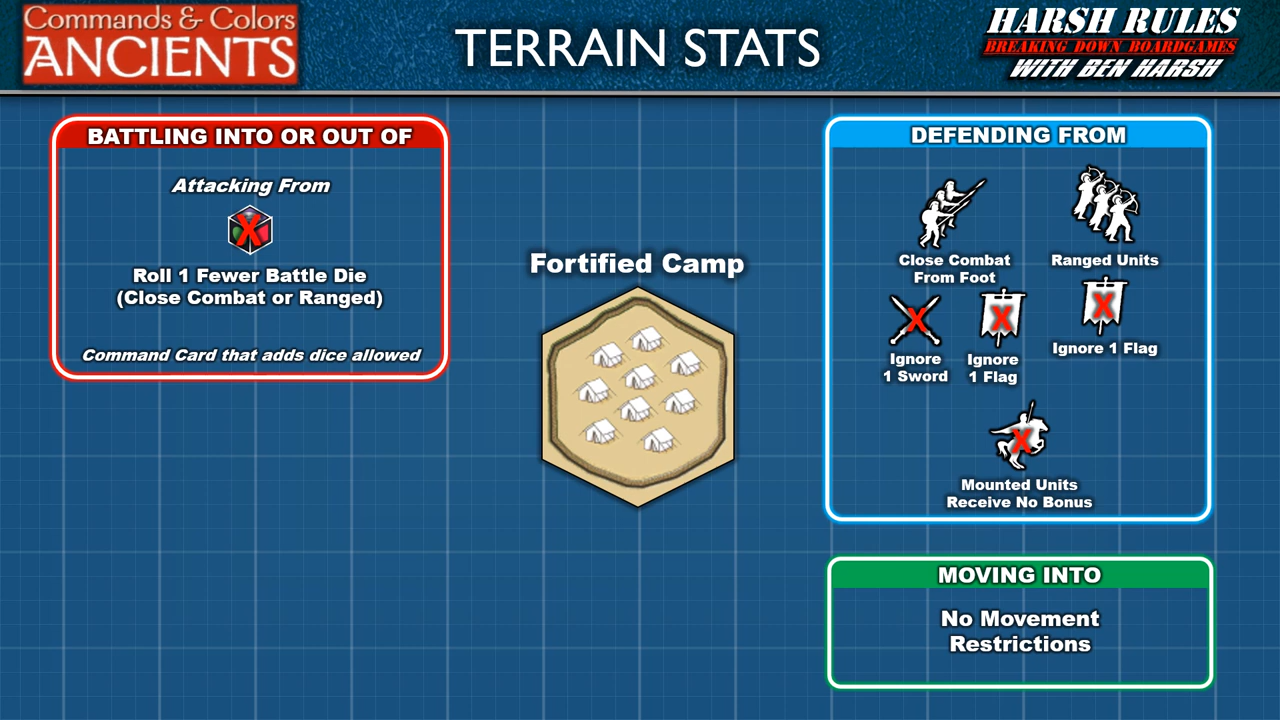 Commands & Colors
ANCIENTS
TERRAIN STATS
HARSH RULES
BREAKING DOWN BOARDGAMES
WITH BEN HARSH
BATTLING INTO OR OUT OF
Attacking From
X
Roll 1 Fewer Battle Die
(Close Combat or Ranged)
Command Card that adds dice allowed
Fortified Camp
DEFENDING FROM
Close Combat
From Foot
Ranged Units
X
X
X
Ignore
1 Sword
Ignore
1 Flag
Ignore 1 Flag
X
Mounted Units
Receive No Bonus
MOVING INTO
No Movement
Restrictions